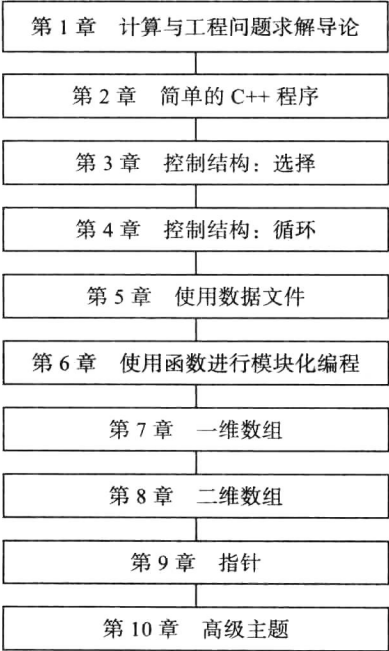 第 1 章 计算与工程问题求解导论
第 2 章 简单的 C++ 程序
第 3 章 控制结构：选择
第 4 章 控制结构：循环
第 5 章 使用数据文件
第 6 章 使用函数进行模块化编程
第 7 章 一维数组
第 8 章 二维数组
第 9 章 指针
第 10 章 高级主题